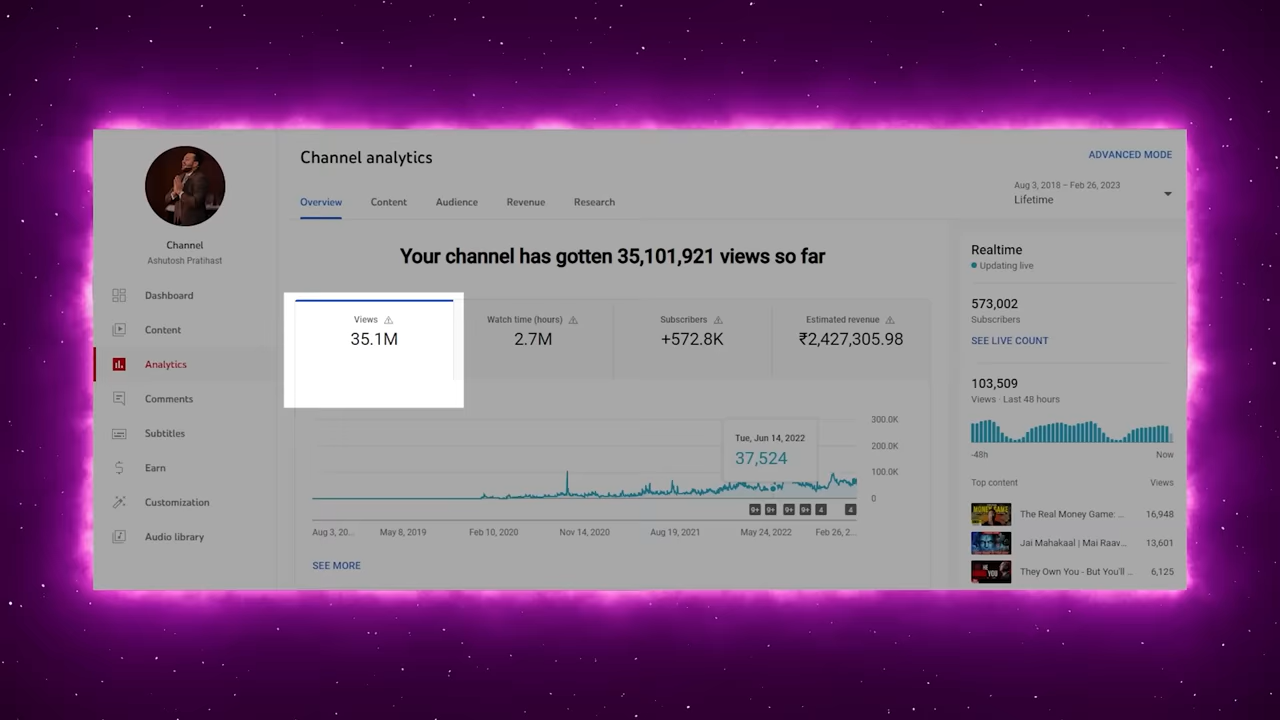 Channel analytics
ADVANCED MODE
Aug 3, 2018 – Feb 26, 2023
Lifetime
Overview
Content
Audience
Revenue
Research
Channel
Ashutosh Pratihast
Dashboard
Content
Analytics
Comments
Subtitles
Earn
Customization
Audio library
Your channel has gotten 35,101,921 views so far
Views
35.1M
Watch time (hours)
2.7M
Subscribers
+572.8K
Estimated revenue
₹2,427,305.98
Tue, Jun 14, 2022
37,524
300.0K
200.0K
100.0K
0
9+ 9+ 9+ 9+ 4 4
Aug 3, 20... May 8, 2019 Feb 10, 2020 Nov 14, 2020 Aug 19, 2021 May 24, 2022 Feb 26, 2...
SEE MORE
Realtime
Updating live
573,002
Subscribers
SEE LIVE COUNT
103,509
Views · Last 48 hours
-48h Now
Top content Views
The Real Money Game: ... 16,948
Jai Mahakaal | Mai Raav... 13,601
They Own You - But You'll ... 6,125